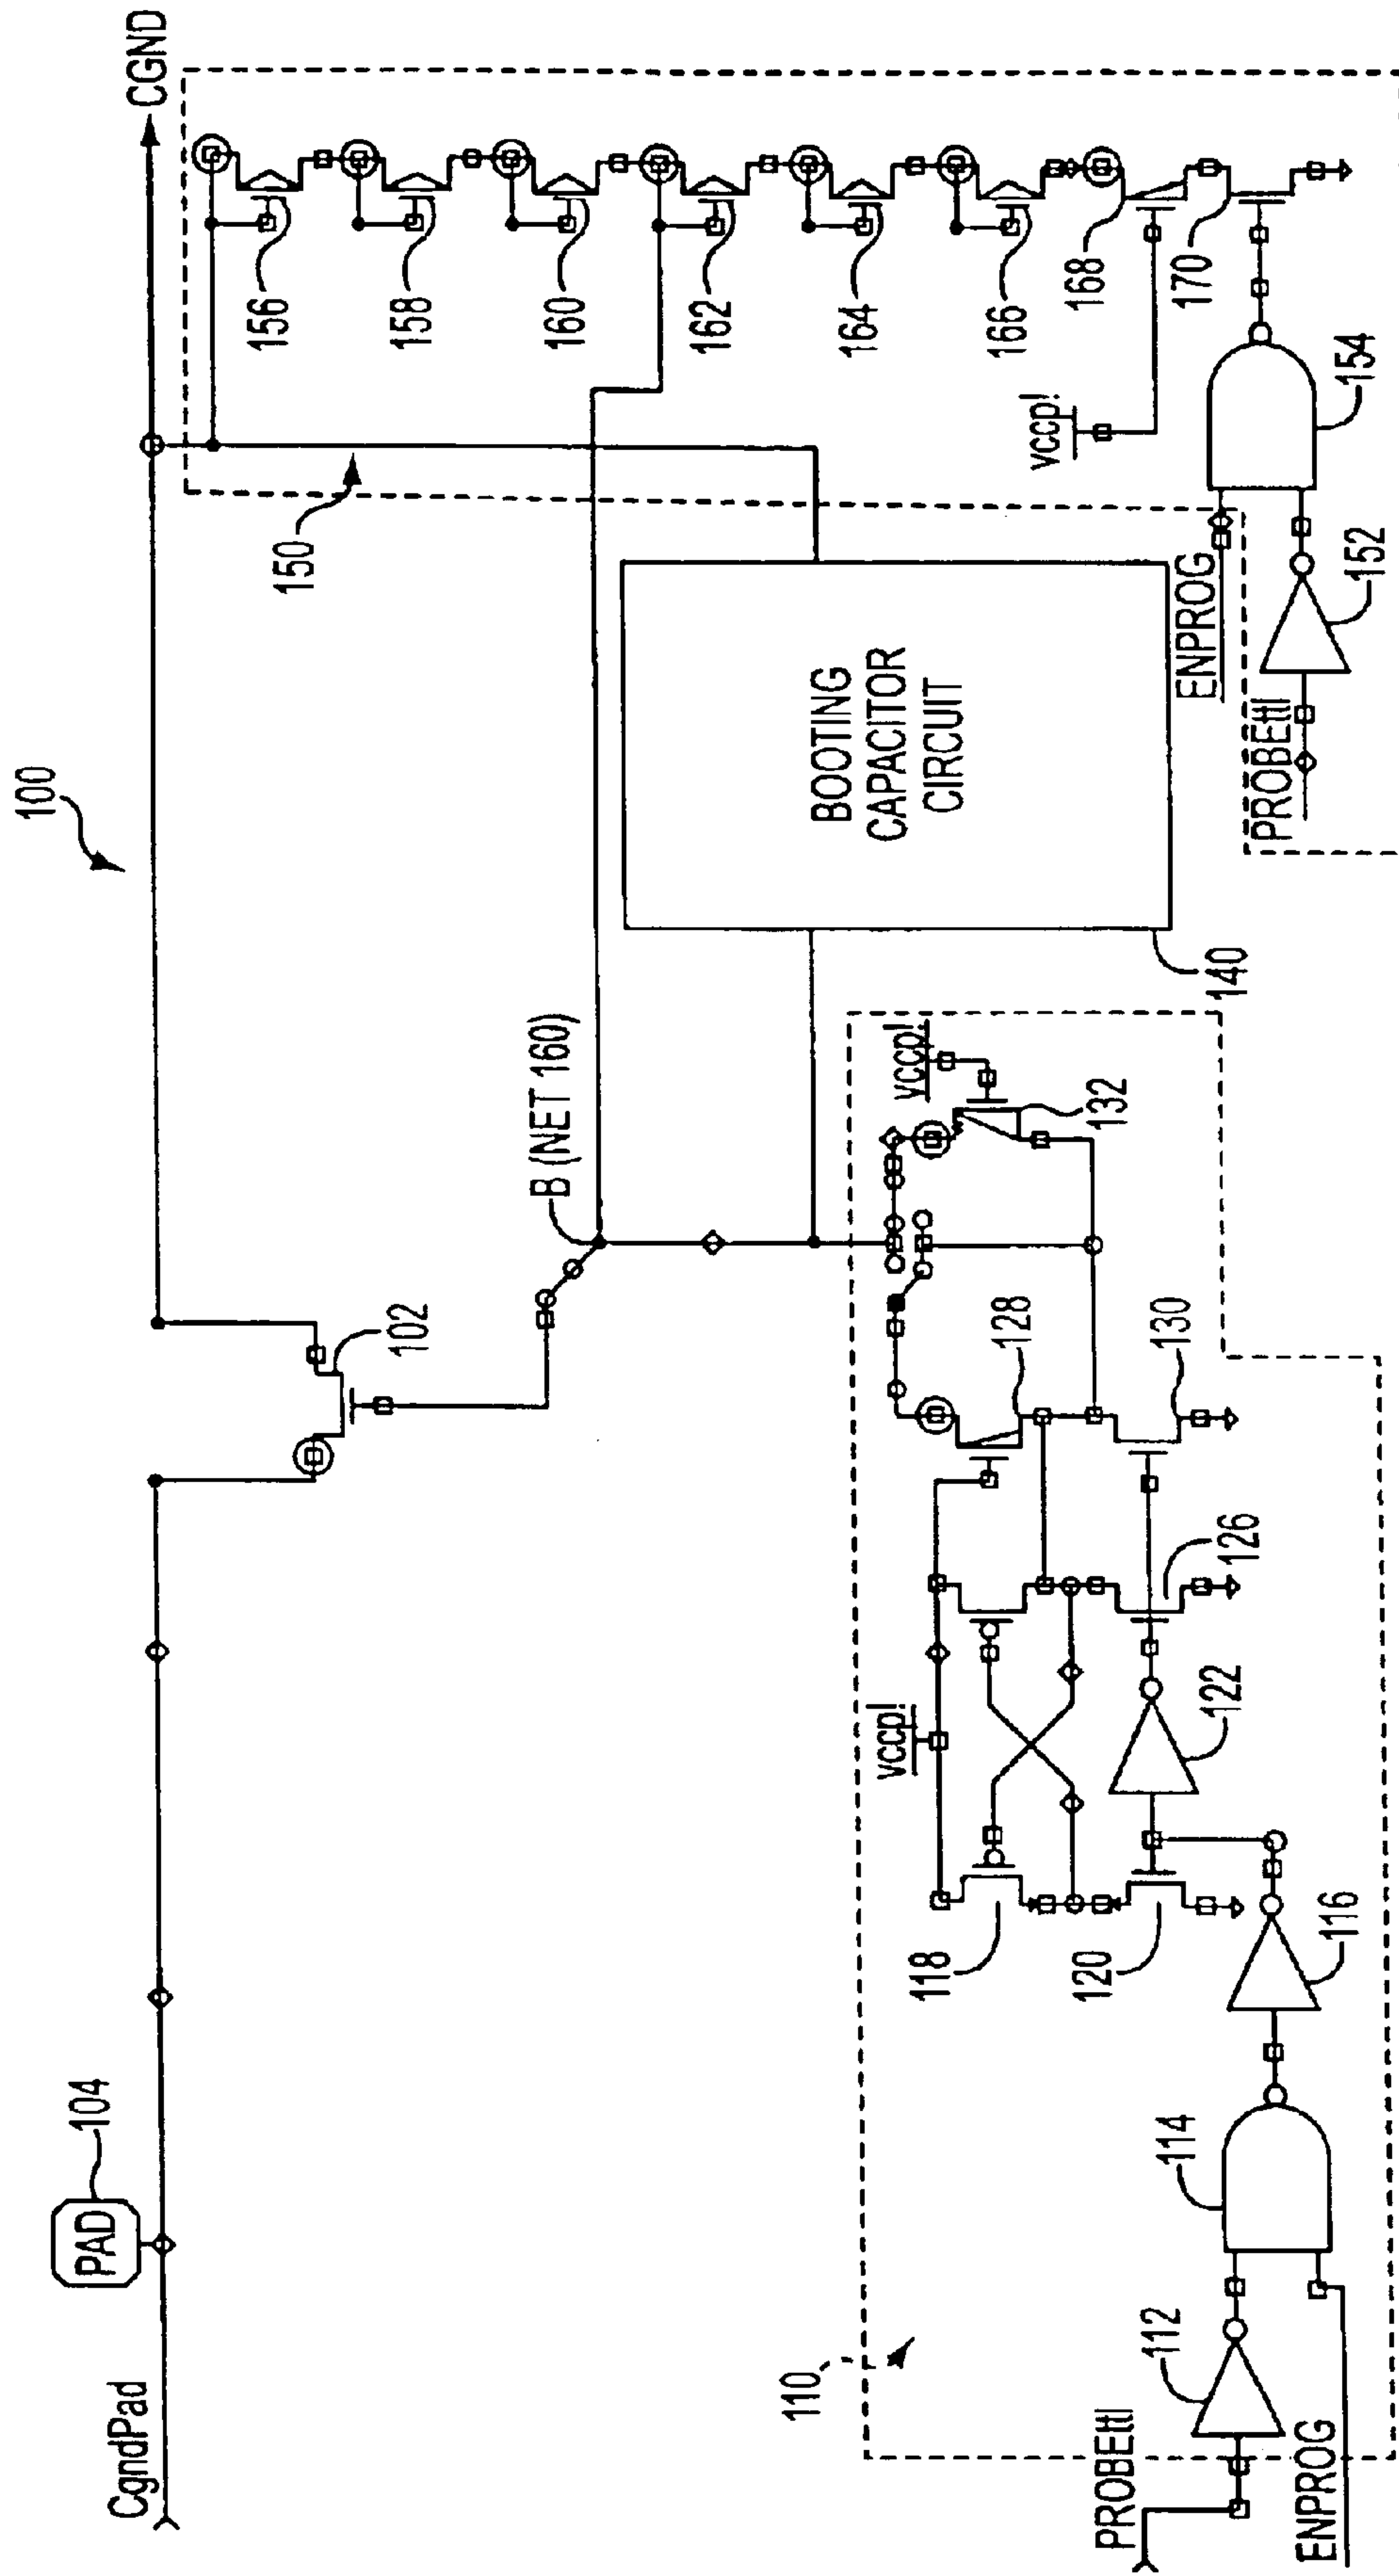 100
CgndPad
PAD
104
CGND
102
B (NET 160)
150
156
158
160
162
164
166
168
170
vccp!
BOOTING
CAPACITOR
CIRCUIT
140
ENPROG
PROBEttl
152
154
110
vccp!
vccp!
118
120
122
126
128
130
132
PROBEttl
ENPROG
112
114
116